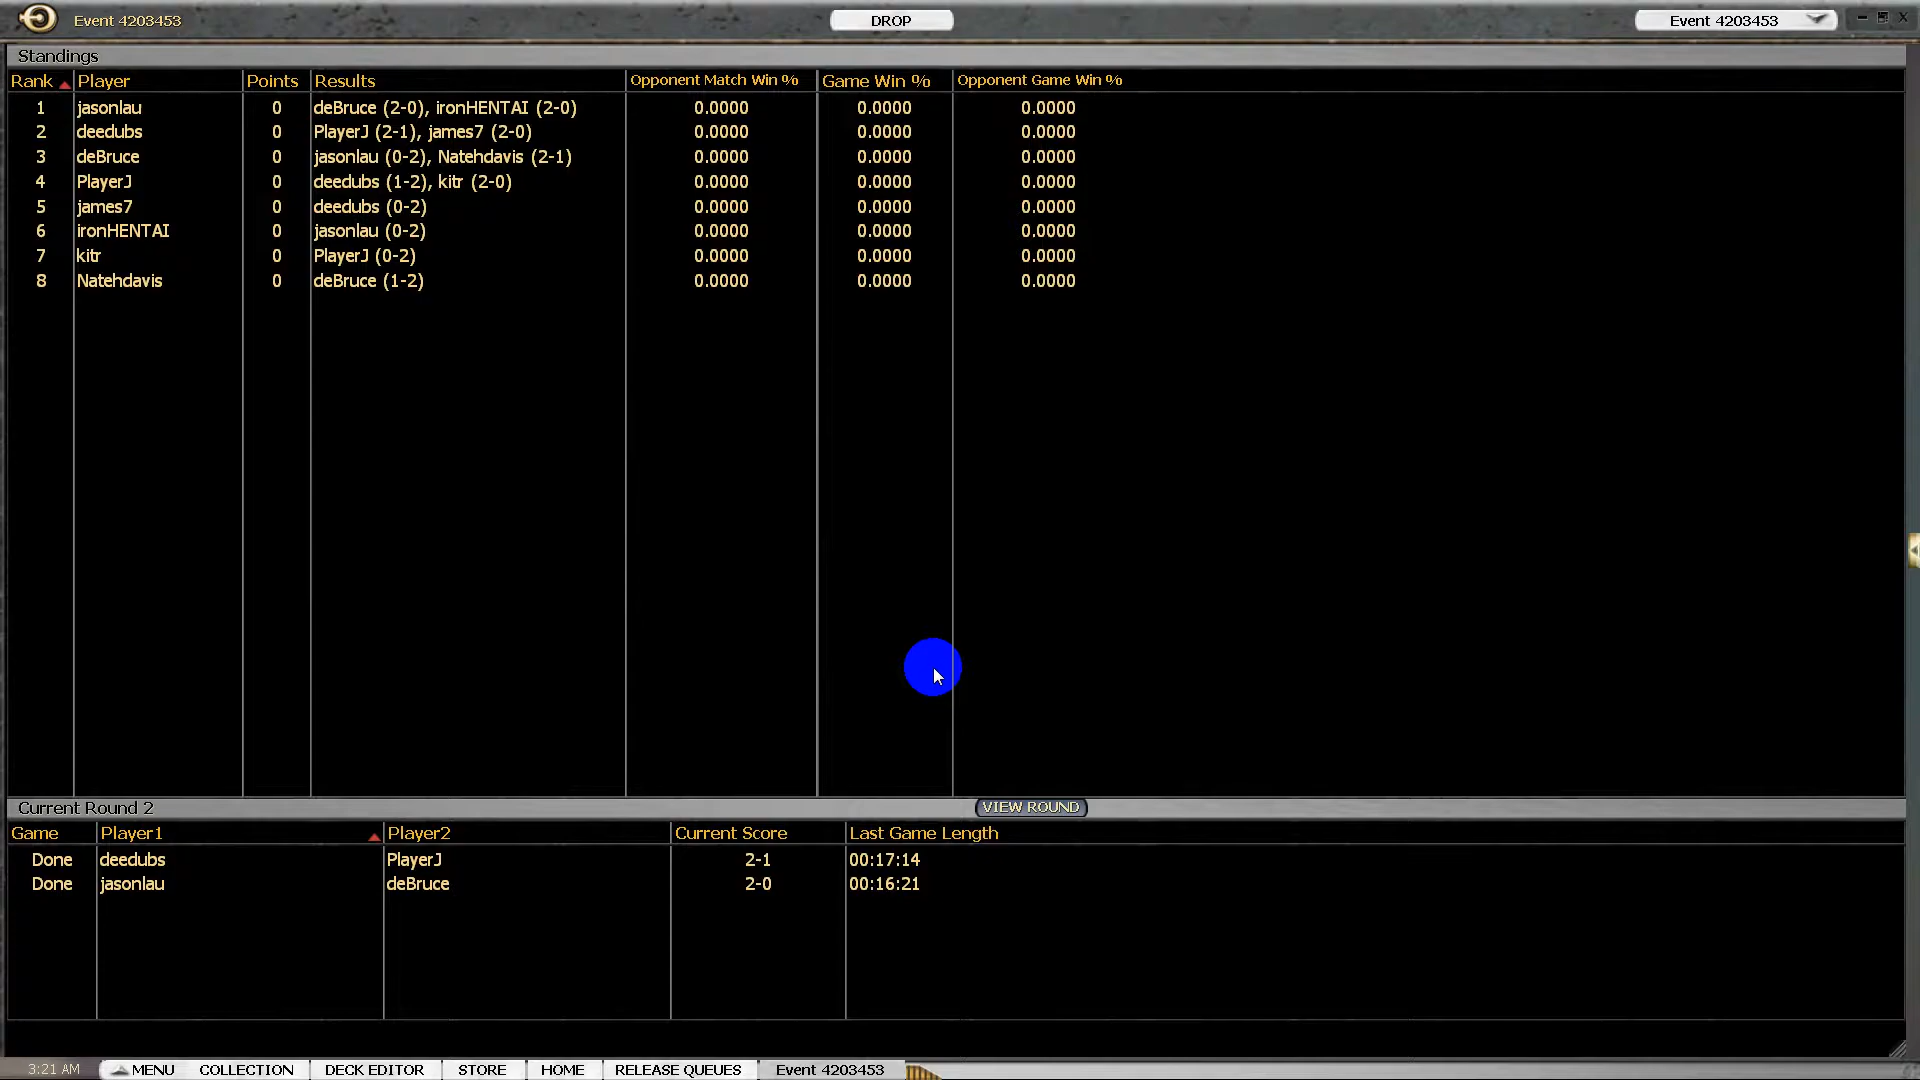 Event 4203453 DROP Event 4203453
Standings
Rank Player Points Results Opponent Match Win % Game Win % Opponent Game Win %
1 jasonlau 0 deBruce (2-0), ironHENTAI (2-0) 0.0000 0.0000 0.0000
2 deedubs 0 PlayerJ (2-1), james7 (2-0) 0.0000 0.0000 0.0000
3 deBruce 0 jasonlau (0-2), Natehdavis (2-1) 0.0000 0.0000 0.0000
4 PlayerJ 0 deedubs (1-2), kitr (2-0) 0.0000 0.0000 0.0000
5 james7 0 deedubs (0-2) 0.0000 0.0000 0.0000
6 ironHENTAI 0 jasonlau (0-2) 0.0000 0.0000 0.0000
7 kitr 0 PlayerJ (0-2) 0.0000 0.0000 0.0000
8 Natehdavis 0 deBruce (1-2) 0.0000 0.0000 0.0000
Current Round 2 VIEW ROUND
Game Player1 Player2 Current Score Last Game Length
Done deedubs PlayerJ 2-1 00:17:14
Done jasonlau deBruce 2-0 00:16:21
3:21 AM MENU COLLECTION DECK EDITOR STORE HOME RELEASE QUEUES Event 4203453